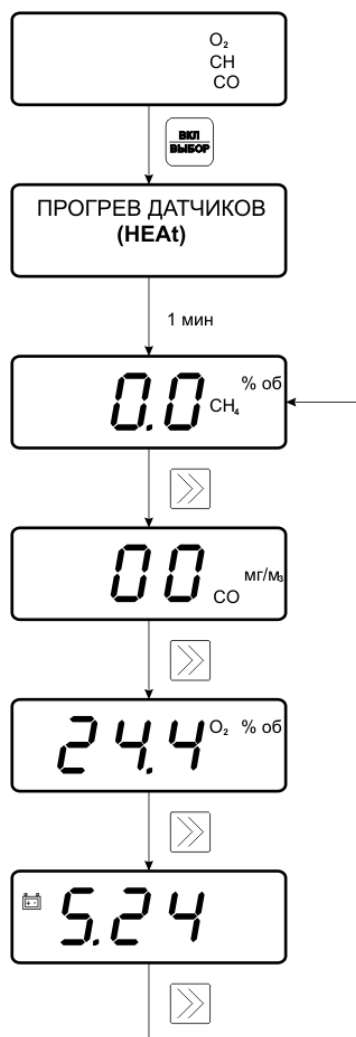 O₂
CH
CO
ВКЛ
ВЫБОР
ПРОГРЕВ ДАТЧИКОВ
(HEAt)
1 мин
0.0 CH₄ % об
00 CO мг/м₃
24.4 O₂ % об
5.24